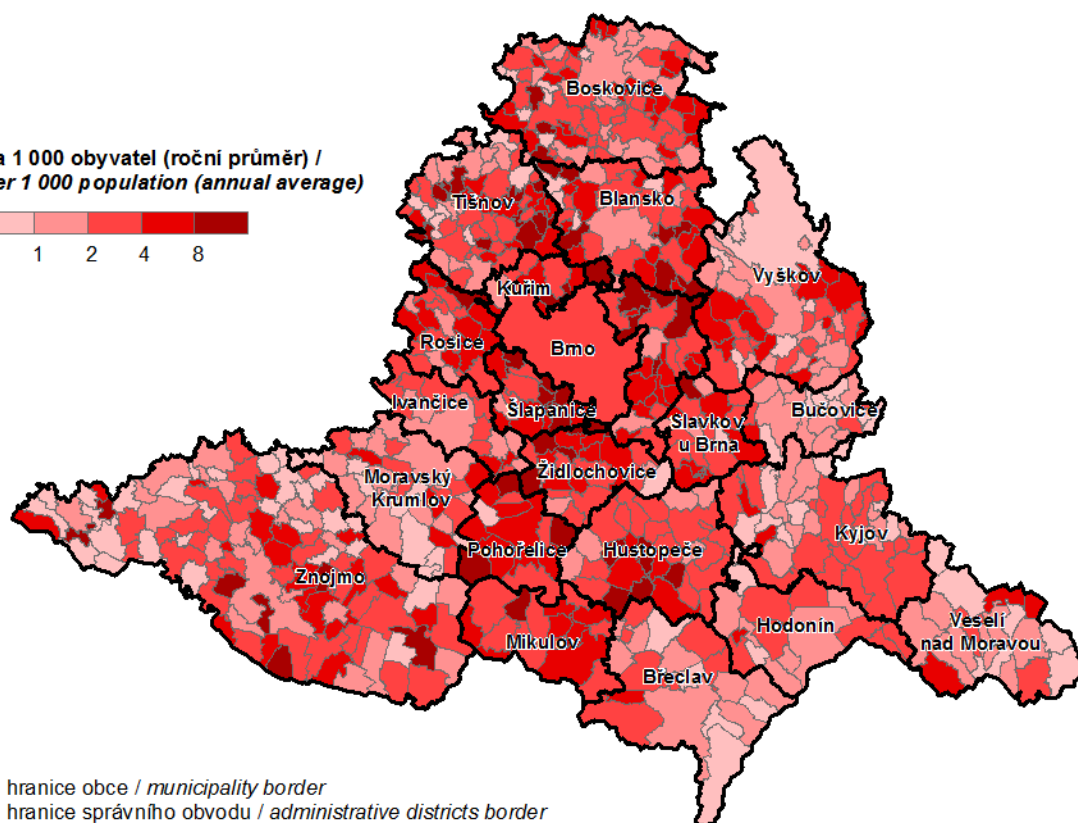 Boskovice
a 1 000 obyvatel (roční průměr) /
er 1 000 population (annual average)
1 2 4 8
Tišnov
Blansko
Vyškov
Kuřim
Rosice
Brno
Ivančice
Šlapanice
Bučovice
Slavkov
u Brna
Židlochovice
Moravský
Krumlov
Kyjov
Pohořelice
Hustopeče
Znojmo
Hodonín
Veselí
nad Moravou
Mikulov
Břeclav
hranice obce / municipality border
hranice správního obvodu / administrative districts border